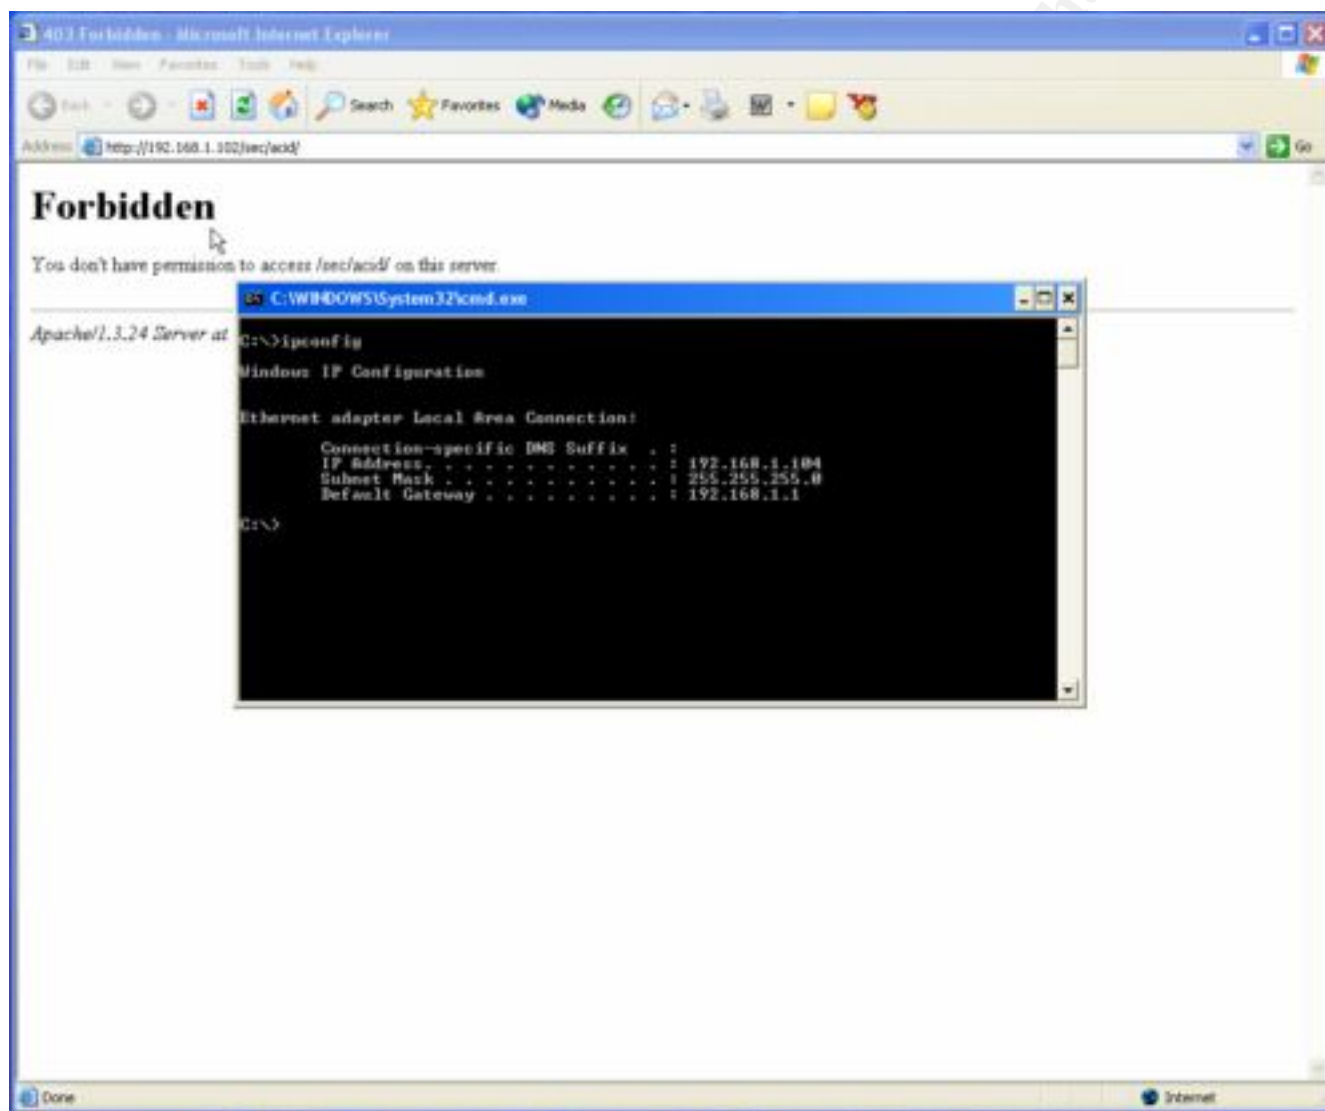 403 Forbidden - Microsoft Internet Explorer
File Edit View Favorites Tools Help
Back Search Favorites Media
Address http://192.168.1.102/sec/acid/ Go
Forbidden
You don't have permission to access /sec/acid/ on this server.
Apache/1.3.24 Server at
C:\WINDOWS\System32\cmd.exe
C:\>ipconfig
Windows IP Configuration
Ethernet adapter Local Area Connection:
Connection-specific DNS Suffix . :
IP Address. . . . . . . . . . . . : 192.168.1.104
Subnet Mask . . . . . . . . . . . : 255.255.255.0
Default Gateway . . . . . . . . . : 192.168.1.1
C:\>
Done Internet